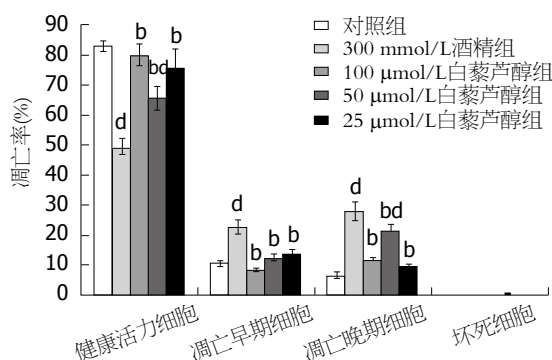 90
80
70
60
50
40
30
20
10
0
凋亡率(%)
对照组
300 mmol/L酒精组
100 μmol/L白藜芦醇组
50 μmol/L白藜芦醇组
25 μmol/L白藜芦醇组
d
b
bd
b
d
b
b
b
d
b
bd
b
健康活力细胞
凋亡早期细胞
凋亡晚期细胞
坏死细胞